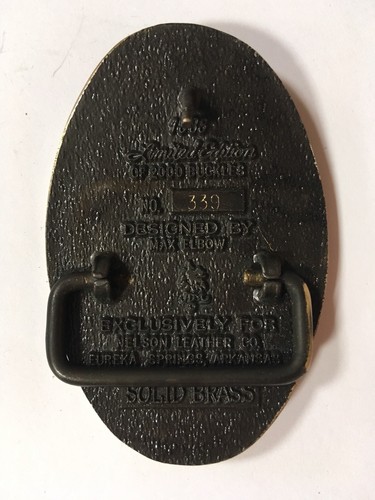 Limited Edition
OF 2000 BUCKLES
NO. 339
DESIGNED BY
MAX ELBOW
EXCLUSIVELY FOR
NELSON LEATHER CO.
EUREKA SPRINGS, ARKANSAS
SOLID BRASS